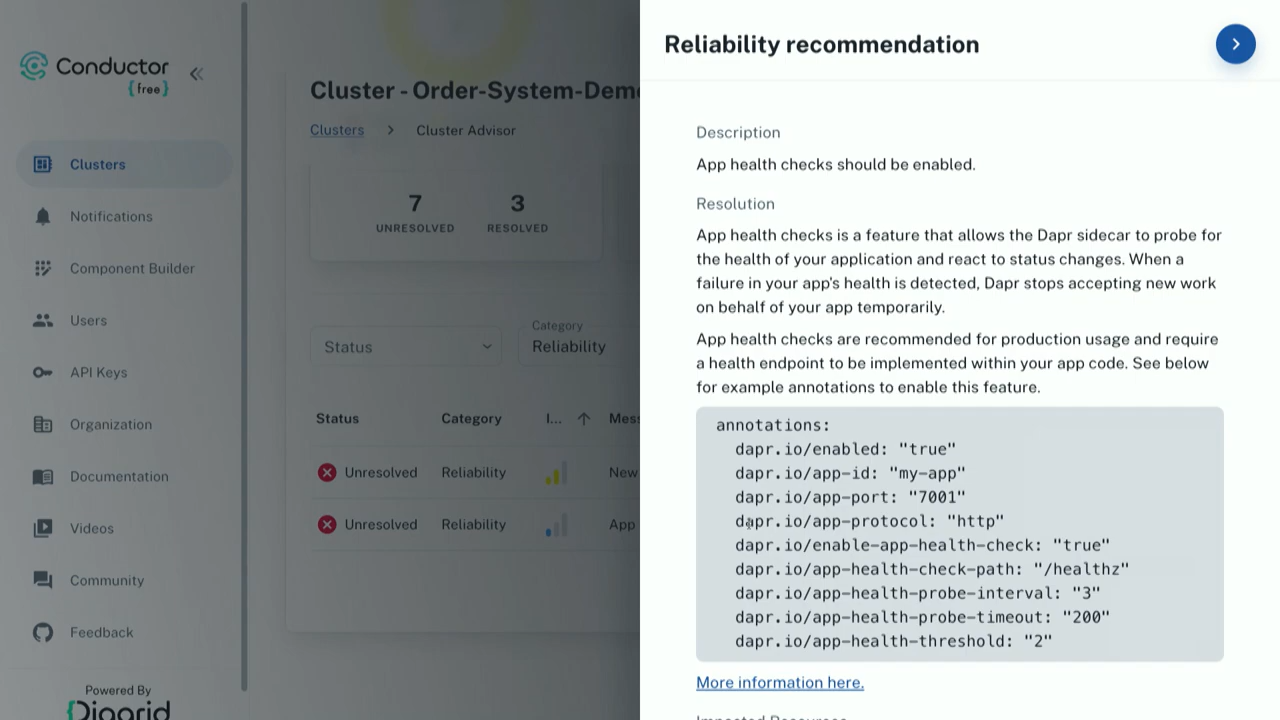 Conductor
{free}
Clusters
Notifications
Component Builder
Users
API Keys
Organization
Documentation
Videos
Community
Feedback
Powered By
{Diagrid
Cluster - Order-System-Dem
Clusters > Cluster Advisor
7 3
UNRESOLVED RESOLVED
Status
Category
Reliability
Status Category I... Mes
Unresolved Reliability New
Unresolved Reliability App
Reliability recommendation
Description
App health checks should be enabled.
Resolution
App health checks is a feature that allows the Dapr sidecar to probe for
the health of your application and react to status changes. When a
failure in your app's health is detected, Dapr stops accepting new work
on behalf of your app temporarily.
App health checks are recommended for production usage and require
a health endpoint to be implemented within your app code. See below
for example annotations to enable this feature.
annotations:
dapr.io/enabled: "true"
dapr.io/app-id: "my-app"
dapr.io/app-port: "7001"
dapr.io/app-protocol: "http"
dapr.io/enable-app-health-check: "true"
dapr.io/app-health-check-path: "/healthz"
dapr.io/app-health-probe-interval: "3"
dapr.io/app-health-probe-timeout: "200"
dapr.io/app-health-threshold: "2"
More information here.
Impacted Resources